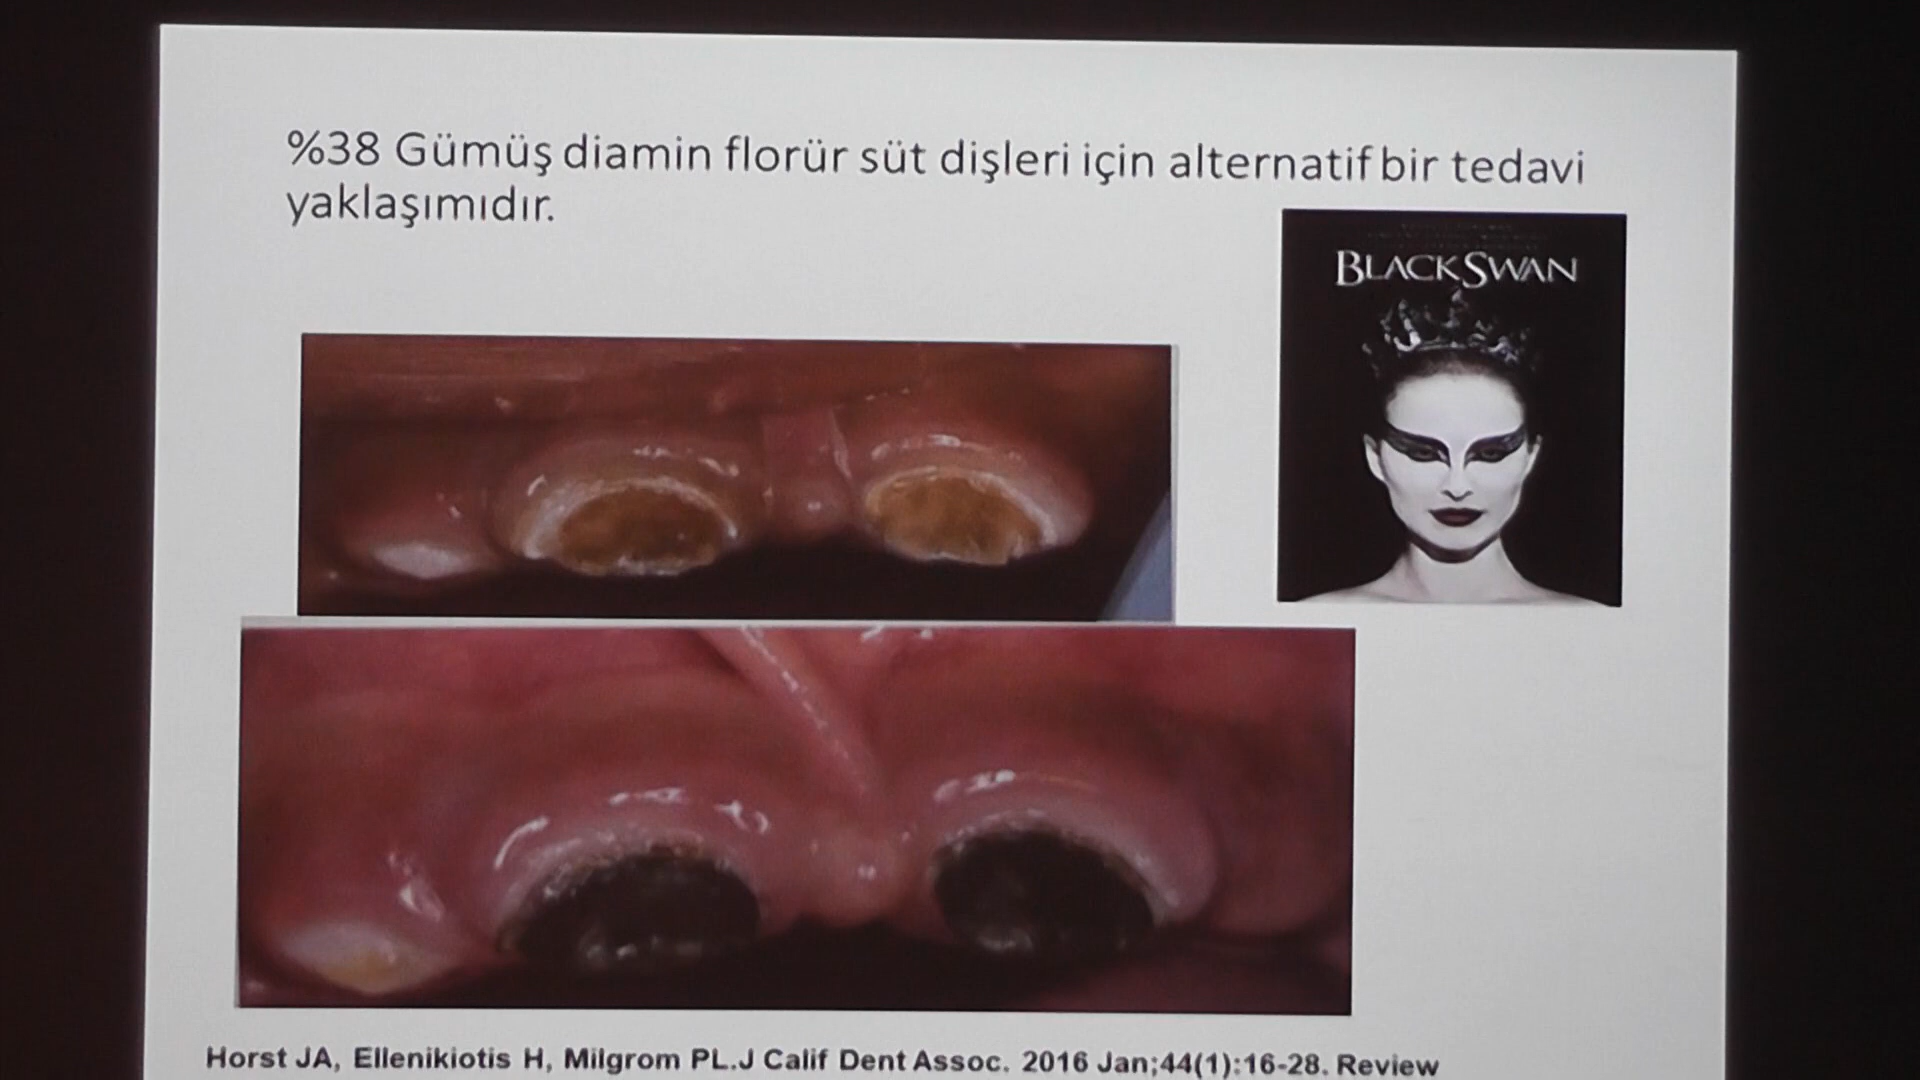 %38 Gümüş diamin florür süt dişleri için alternatif bir tedavi
yaklaşımıdır.
BLACK SWAN
Horst JA, Ellenikiotis H, Milgrom PL.J Calif Dent Assoc. 2016 Jan;44(1):16-28. Review